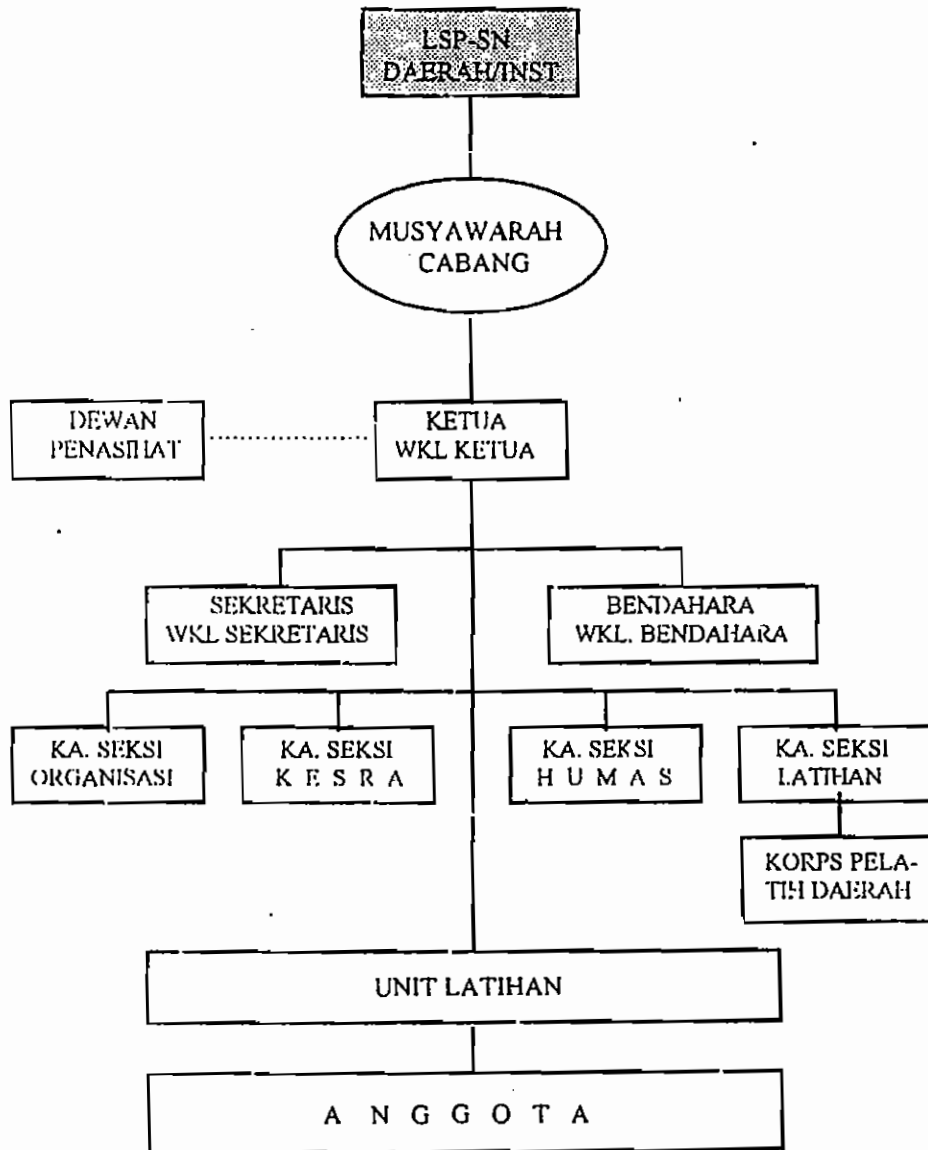 LSP-SN
DAERAH/INST.
MUSYAWARAH
CABANG
DEWAN
PENASIHAT
KETUA
WKL KETUA
SEKRETARIS
WKL SEKRETARIS
BENDAHARA
WKL. BENDAHARA
KA. SEKSI
ORGANISASI
KA. SEKSI
K E S R A
KA. SEKSI
H U M A S
KA. SEKSI
LATIHAN
KORPS PELA-
TIH DAERAH
UNIT LATIHAN
A N G G O T A